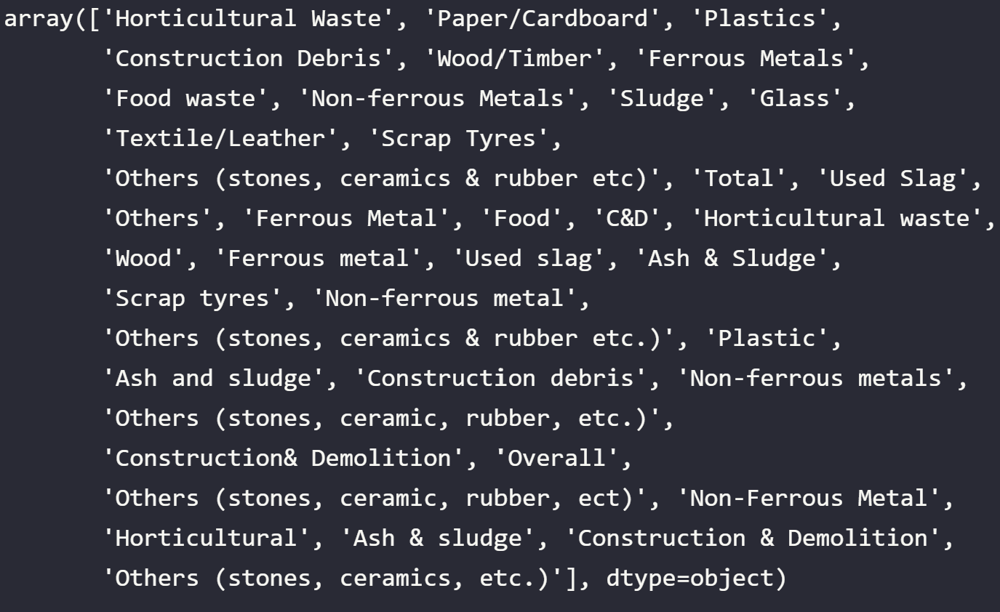 array(['Horticultural Waste', 'Paper/Cardboard', 'Plastics',
'Construction Debris', 'Wood/Timber', 'Ferrous Metals',
'Food waste', 'Non-ferrous Metals', 'Sludge', 'Glass',
'Textile/Leather', 'Scrap Tyres',
'Others (stones, ceramics & rubber etc)', 'Total', 'Used Slag',
'Others', 'Ferrous Metal', 'Food', 'C&D', 'Horticultural waste',
'Wood', 'Ferrous metal', 'Used slag', 'Ash & Sludge',
'Scrap tyres', 'Non-ferrous metal',
'Others (stones, ceramics & rubber etc.)', 'Plastic',
'Ash and sludge', 'Construction debris', 'Non-ferrous metals',
'Others (stones, ceramic, rubber, etc.)',
'Construction& Demolition', 'Overall',
'Others (stones, ceramic, rubber, ect)', 'Non-Ferrous Metal',
'Horticultural', 'Ash & sludge', 'Construction & Demolition',
'Others (stones, ceramics, etc.)'], dtype=object)